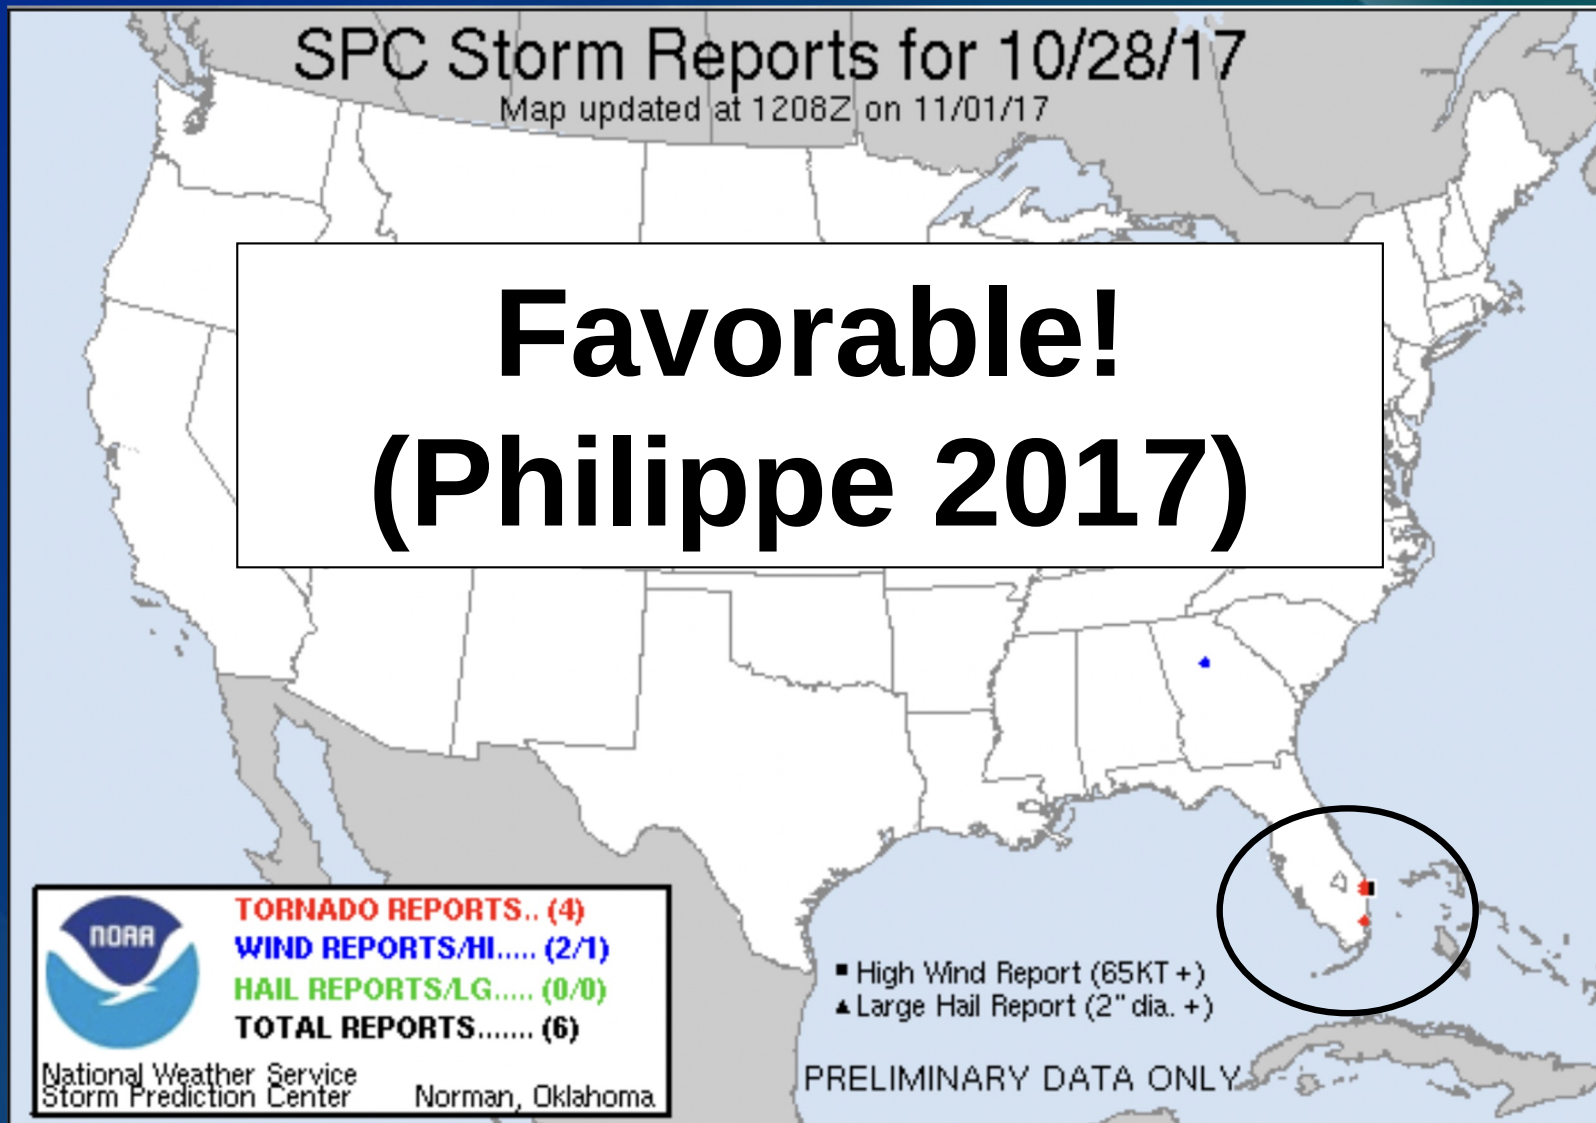 SPC Storm Reports for 10/28/17
Map updated at 1208Z on 11/01/17
Favorable!
(Philippe 2017)
NOAA
TORNADO REPORTS.. (4)
WIND REPORTS/HI..... (2/1)
HAIL REPORTS/LG..... (0/0)
TOTAL REPORTS....... (6)
National Weather Service
Storm Prediction Center Norman, Oklahoma
High Wind Report (65KT +)
Large Hail Report (2" dia. +)
PRELIMINARY DATA ONLY